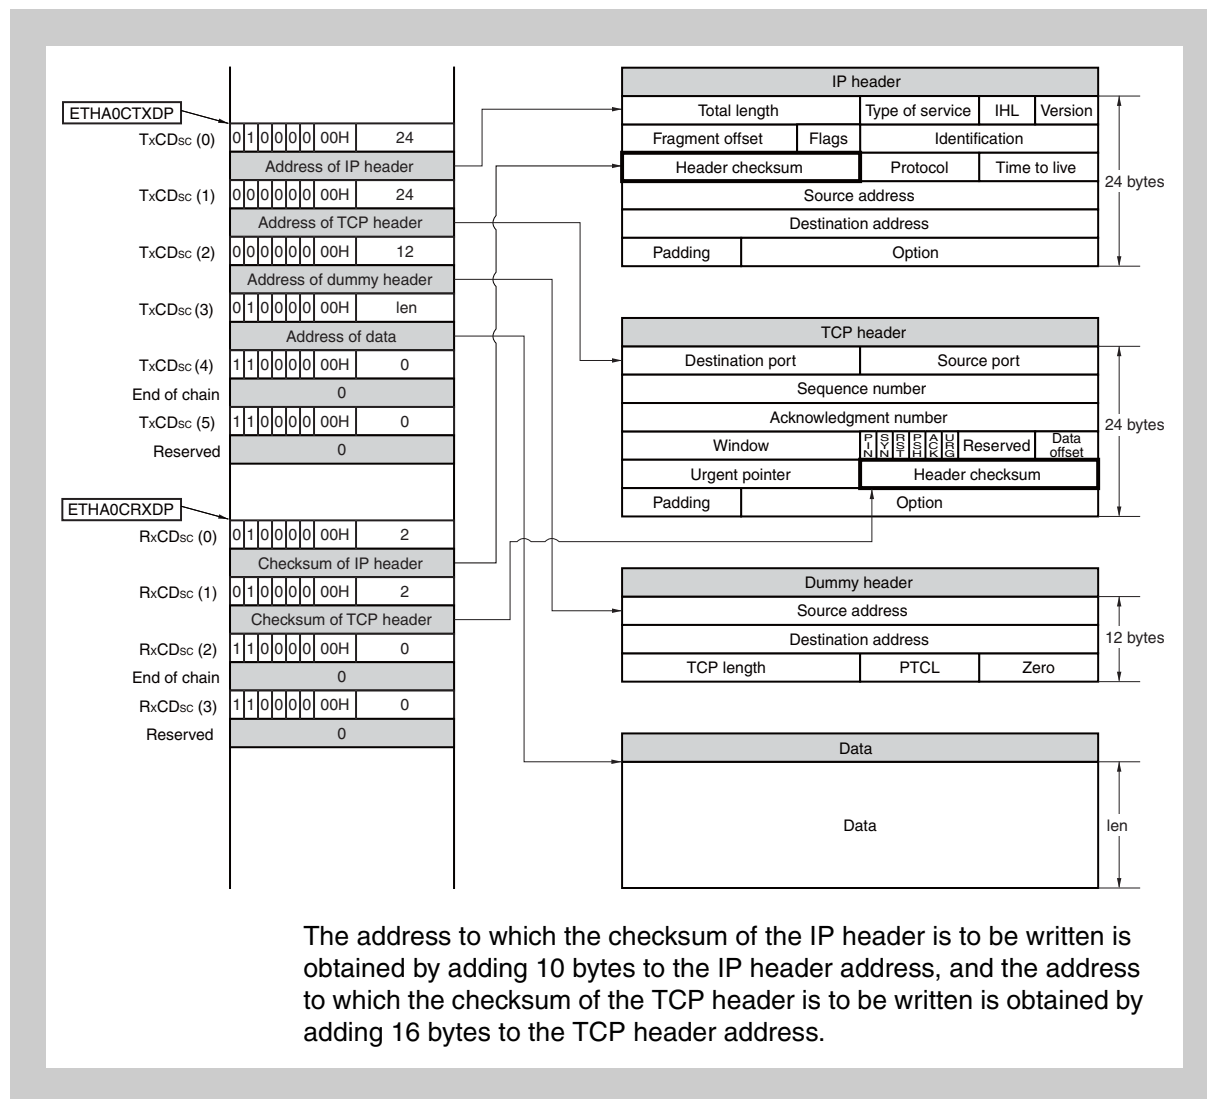 ETHA0CTXDP
TxCDsc (0) 0 1 0 0 0 0 00H 24
Address of IP header
TxCDsc (1) 0 0 0 0 0 0 00H 24
Address of TCP header
TxCDsc (2) 0 0 0 0 0 0 00H 12
Address of dummy header
TxCDsc (3) 0 1 0 0 0 0 00H len
Address of data
TxCDsc (4) 1 1 0 0 0 0 00H 0
End of chain 0
TxCDsc (5) 1 1 0 0 0 0 00H 0
Reserved 0
ETHA0CRXDP
RxCDsc (0) 0 1 0 0 0 0 00H 2
Checksum of IP header
RxCDsc (1) 0 1 0 0 0 0 00H 2
Checksum of TCP header
RxCDsc (2) 1 1 0 0 0 0 00H 0
End of chain 0
RxCDsc (3) 1 1 0 0 0 0 00H 0
Reserved 0
IP header
Total length Type of service IHL Version
Fragment offset Flags Identification
Header checksum Protocol Time to live
24 bytes
Source address
Destination address
Padding Option
TCP header
Destination port Source port
Sequence number
Acknowledgment number
24 bytes
Window FIN SYN RST PSH ACK URG Reserved Data offset
Urgent pointer Header checksum
Padding Option
Dummy header
Source address
Destination address
12 bytes
TCP length PTCL Zero
Data
Data
len
The address to which the checksum of the IP header is to be written is
obtained by adding 10 bytes to the IP header address, and the address
to which the checksum of the TCP header is to be written is obtained by
adding 16 bytes to the TCP header address.